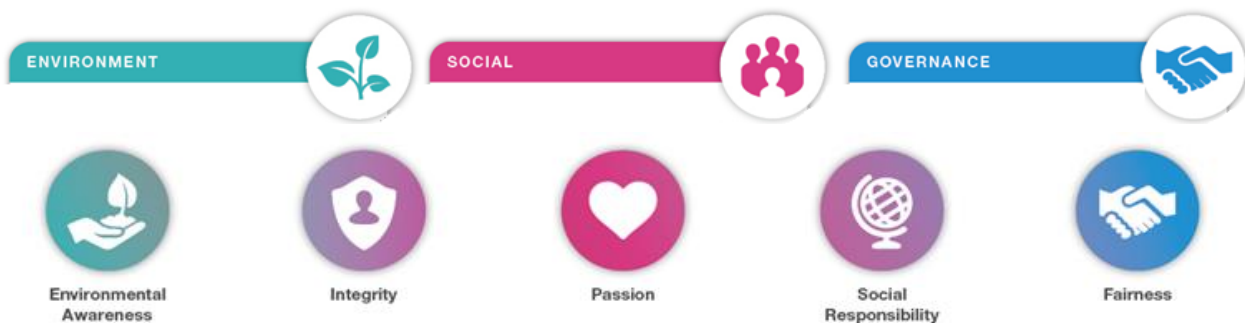 ENVIRONMENT
SOCIAL
GOVERNANCE
Environmental
Awareness
Integrity
Passion
Social
Responsibility
Fairness